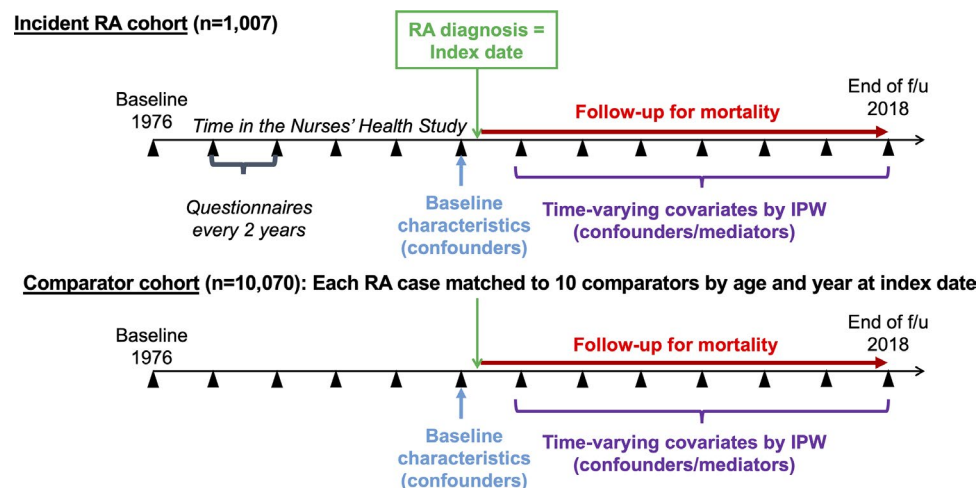 Incident RA cohort (n=1,007)
RA diagnosis =
Index date
Baseline
1976
Time in the Nurses’ Health Study
Follow-up for mortality
End of f/u
2018
Questionnaires
every 2 years
Baseline
characteristics
(confounders)
Time-varying covariates by IPW
(confounders/mediators)
Comparator cohort (n=10,070): Each RA case matched to 10 comparators by age and year at index date
Baseline
1976
Follow-up for mortality
End of f/u
2018
Baseline
characteristics
(confounders)
Time-varying covariates by IPW
(confounders/mediators)